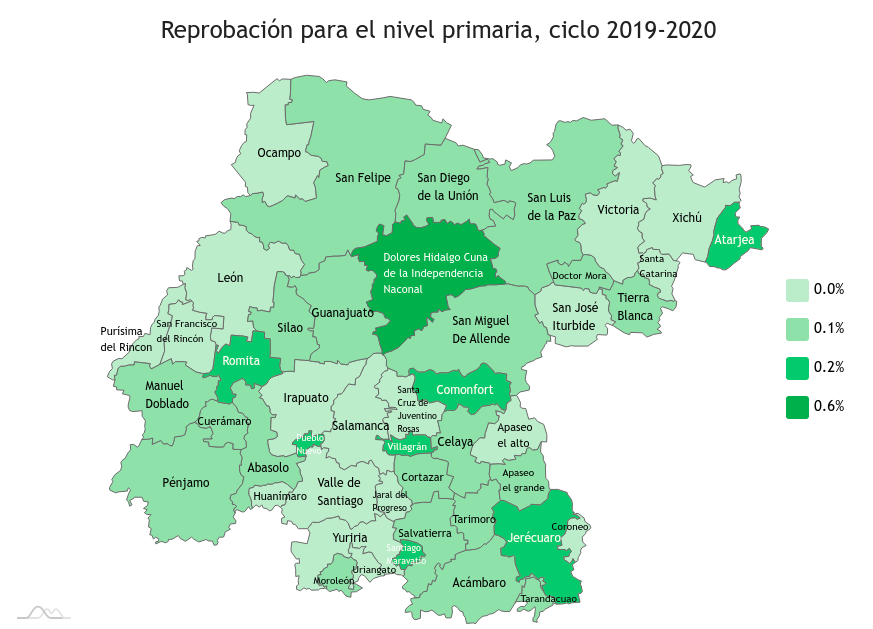 Reprobación para el nivel primaria, ciclo 2019-2020
Ocampo
San Felipe
San Diego
de la Unión
San Luis
de la Paz
Victoria
Xichú
Atarjea
Dolores Hidalgo Cuna
de la Independencia
Naconal
Santa
Catarina
Doctor Mora
León
Guanajuato
Silao
San Miguel
De Allende
San José
Iturbide
Tierra
Blanca
0.0%
0.1%
0.2%
0.6%
Purísima
del Rincon
San Francisco
del Rincón
Romita
Manuel
Doblado
Irapuato
Santa
Cruz de
Juventino
Rosas
Comonfort
Cuerámaro
Salamanca
Pueblo
Nuevo
Villagrán
Celaya
Apaseo
el alto
Pénjamo
Abasolo
Huanímaro
Valle de
Santiago
Cortazar
Jaral del
Progreso
Apaseo
el grande
Yuriria
Salvatierra
Tarimoro
Jerécuaro
Coroneo
Santiago
Maravatío
Uriangato
Moroleón
Acámbaro
Tarandacuao